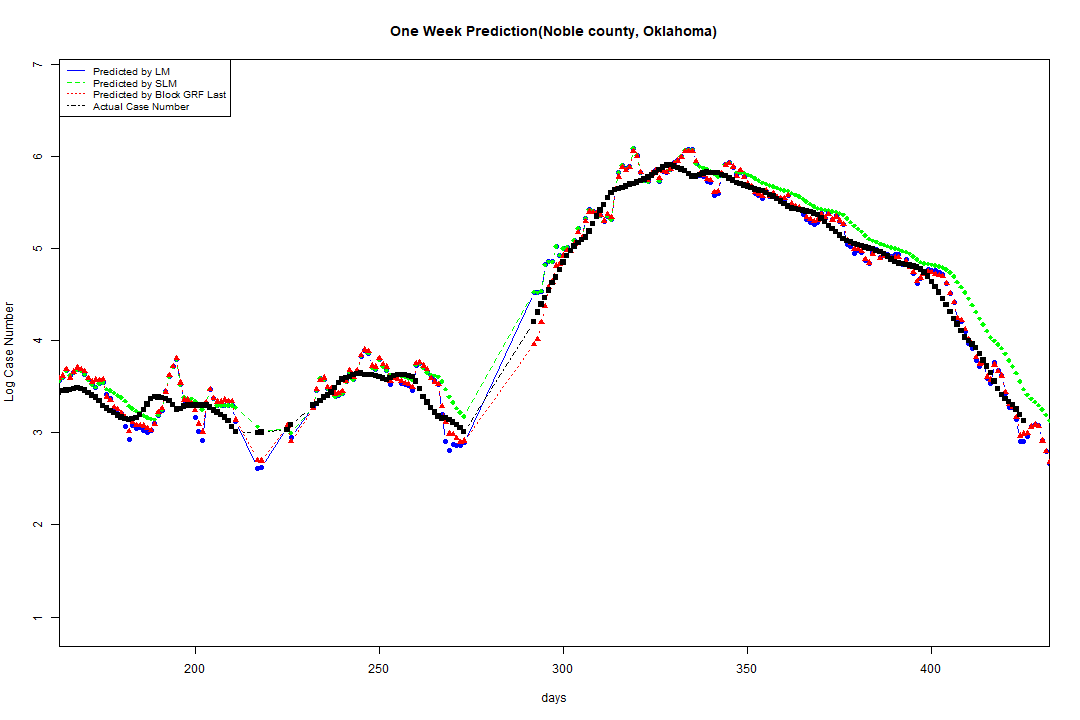 One Week Prediction(Noble county, Oklahoma)
Predicted by LM
Predicted by SLM
Predicted by Block GRF Last
Actual Case Number
7
6
5
4
3
2
1
Log Case Number
200 250 300 350 400
days